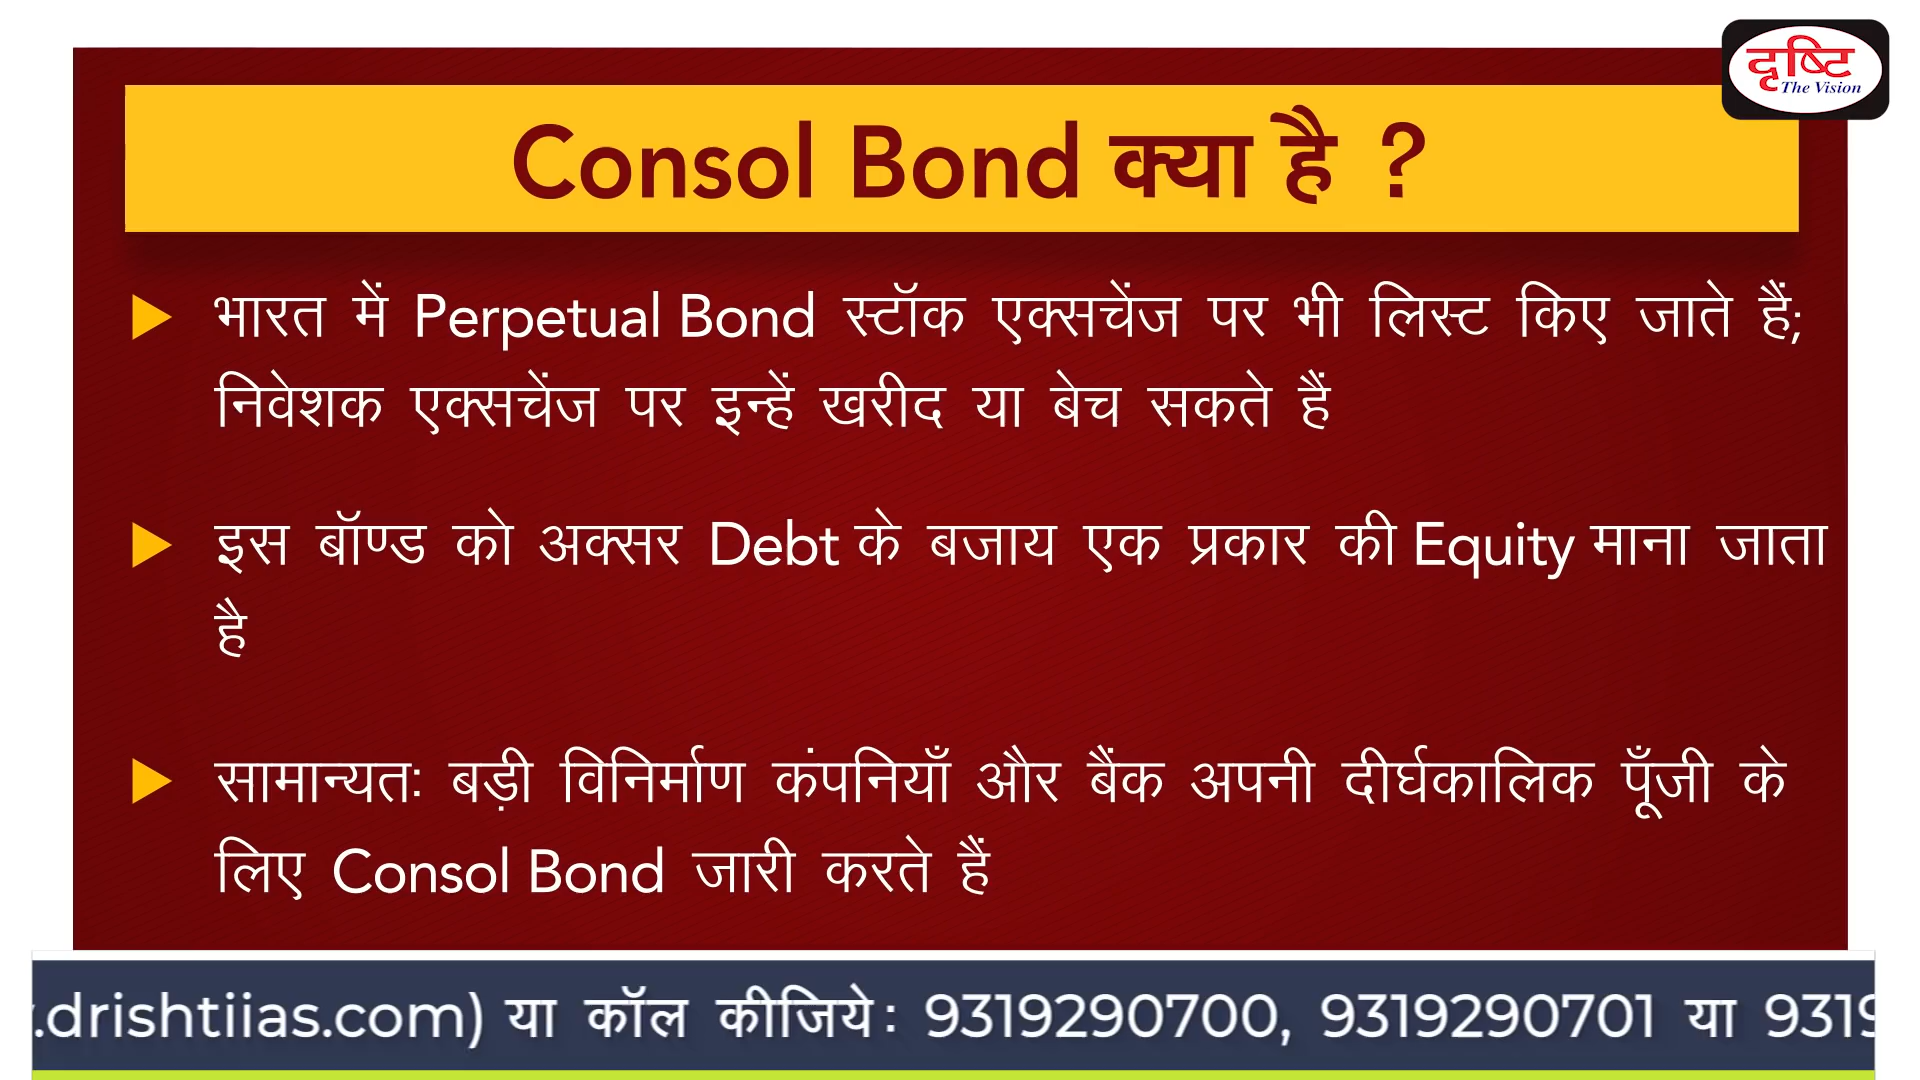 दृष्टि
The Vision
Consol Bond क्या है ?
भारत में Perpetual Bond स्टॉक एक्सचेंज पर भी लिस्ट किए जाते हैं;
निवेशक एक्सचेंज पर इन्हें खरीद या बेच सकते हैं
इस बॉण्ड को अक्सर Debt के बजाय एक प्रकार की Equity माना जाता
है
सामान्यतः बड़ी विनिर्माण कंपनियाँ और बैंक अपनी दीर्घकालिक पूँजी के
लिए Consol Bond जारी करते हैं
.drishtiias.com) या कॉल कीजिये: 9319290700, 9319290701 या 9319